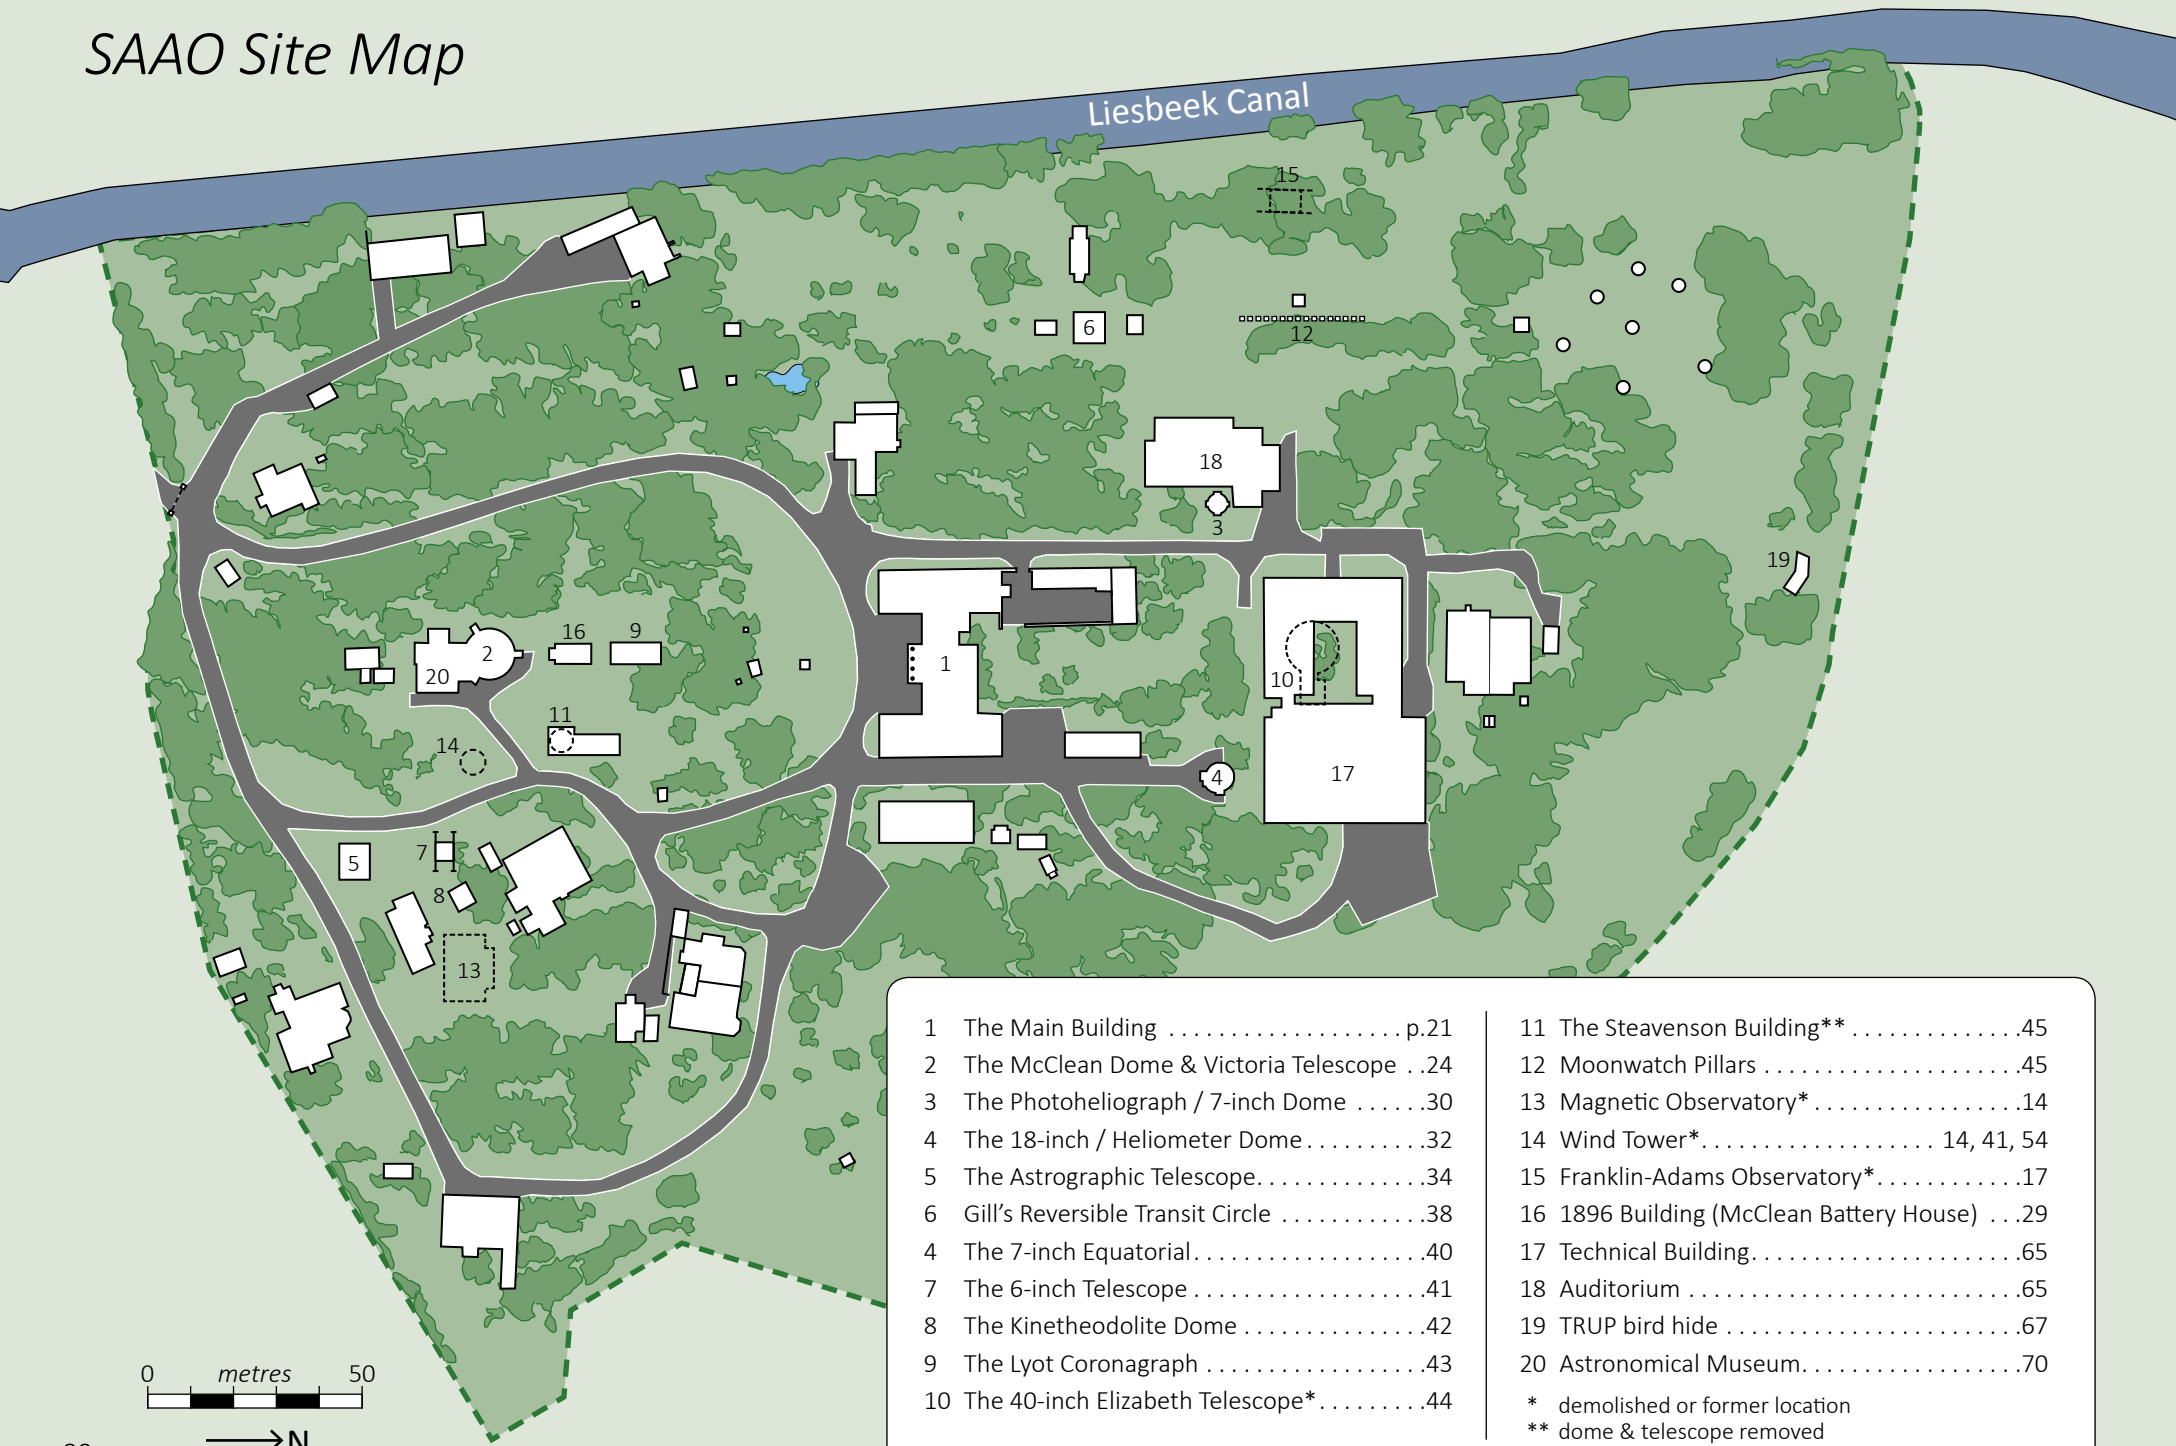 SAAO Site Map
Liesbeek Canal
15
6
12
18
3
19
16
9
2
20
1
10
11
14
4
17
5
7
8
13
1 The Main Building . . . . . . . . . . . . . . . . . . . . p.21
2 The McClean Dome & Victoria Telescope . .24
3 The Photoheliograph / 7-inch Dome . . . . . .30
4 The 18-inch / Heliometer Dome . . . . . . . . . .32
5 The Astrographic Telescope. . . . . . . . . . . . . .34
6 Gill's Reversible Transit Circle . . . . . . . . . . . .38
4 The 7-inch Equatorial. . . . . . . . . . . . . . . . . . .40
7 The 6-inch Telescope . . . . . . . . . . . . . . . . . . .41
8 The Kinetheodolite Dome . . . . . . . . . . . . . . .42
9 The Lyot Coronagraph . . . . . . . . . . . . . . . . . .43
10 The 40-inch Elizabeth Telescope*. . . . . . . . .44
11 The Steavenson Building** . . . . . . . . . . . . . .45
12 Moonwatch Pillars . . . . . . . . . . . . . . . . . . . . .45
13 Magnetic Observatory* . . . . . . . . . . . . . . . . .14
14 Wind Tower*. . . . . . . . . . . . . . . . . . 14, 41, 54
15 Franklin-Adams Observatory*. . . . . . . . . . . .17
16 1896 Building (McClean Battery House) . . .29
17 Technical Building. . . . . . . . . . . . . . . . . . . . . .65
18 Auditorium . . . . . . . . . . . . . . . . . . . . . . . . . . .65
19 TRUP bird hide . . . . . . . . . . . . . . . . . . . . . . . .67
20 Astronomical Museum. . . . . . . . . . . . . . . . . .70
* demolished or former location
** dome & telescope removed
0 metres 50
N